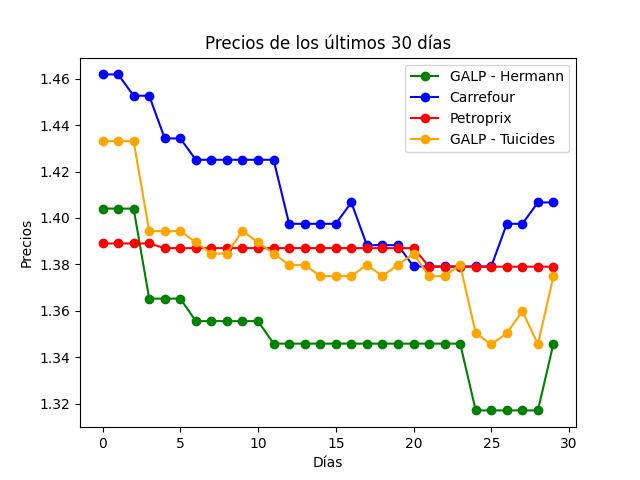 Precios de los últimos 30 días
GALP - Hermann
Carrefour
Petroprix
GALP - Tuicides
Precios
1.46
1.44
1.42
1.40
1.38
1.36
1.34
1.32
0 5 10 15 20 25 30
Días